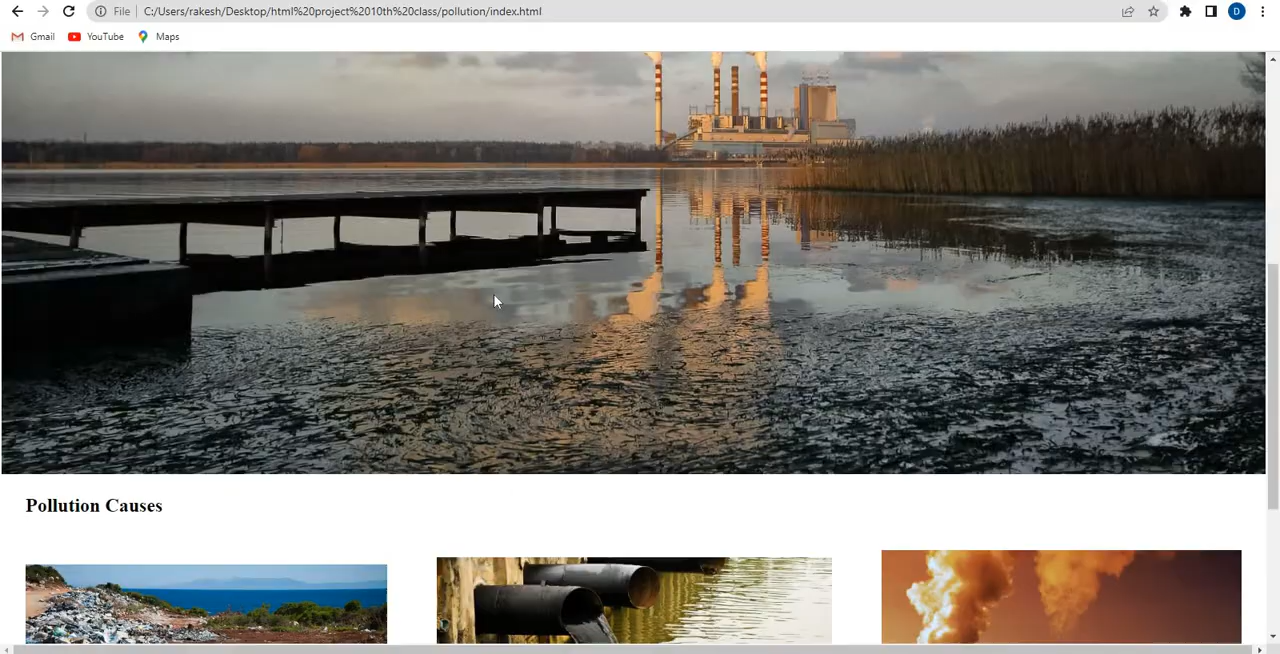 File
C:/Users/rakesh/Desktop/html%20project%2010th%20class/pollution/index.html
D
Gmail
YouTube
Maps
Pollution Causes